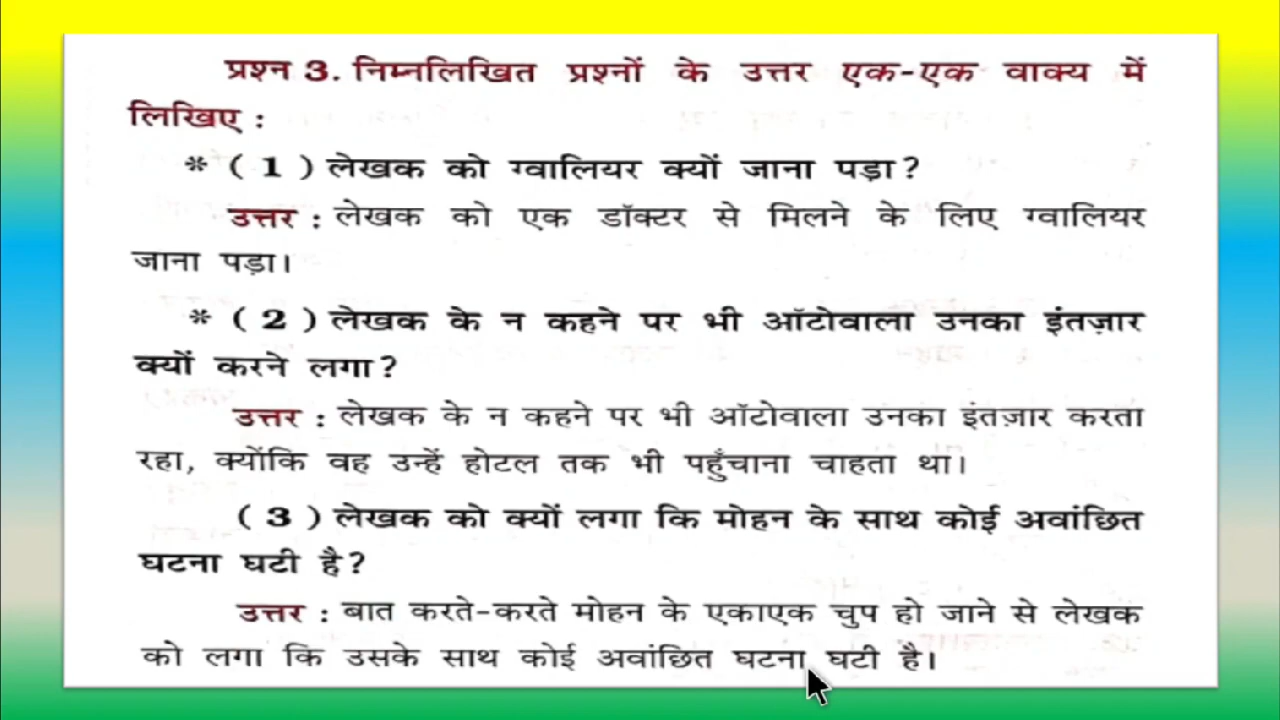 प्रश्न 3. निम्नलिखित प्रश्नों के उत्तर एक-एक वाक्य में
लिखिए :
* ( 1 ) लेखक को ग्वालियर क्यों जाना पड़ा?
उत्तर : लेखक को एक डॉक्टर से मिलने के लिए ग्वालियर
जाना पड़ा।
* ( 2 ) लेखक के न कहने पर भी ऑटोवाला उनका इंतज़ार
क्यों करने लगा?
उत्तर : लेखक के न कहने पर भी ऑटोवाला उनका इंतज़ार करता
रहा, क्योंकि वह उन्हें होटल तक भी पहुँचाना चाहता था।
( 3 ) लेखक को क्यों लगा कि मोहन के साथ कोई अवांछित
घटना घटी है?
उत्तर : बात करते-करते मोहन के एकाएक चुप हो जाने से लेखक
को लगा कि उसके साथ कोई अवांछित घटना घटी है।